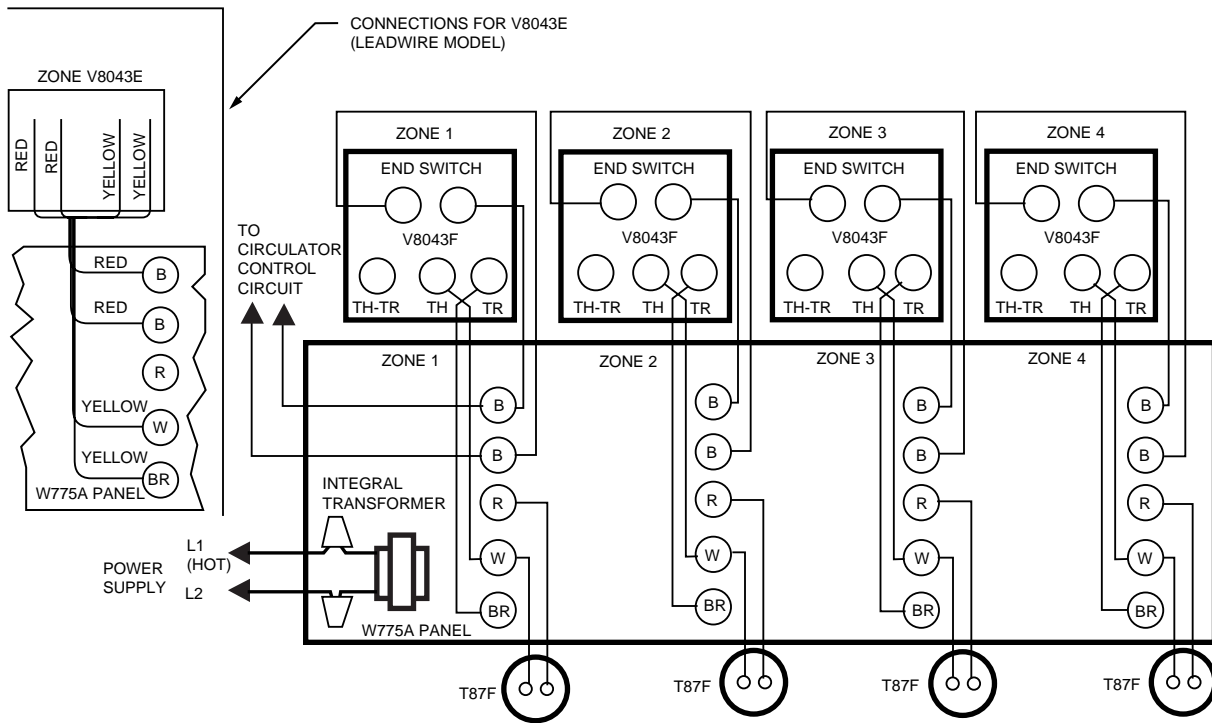 CONNECTIONS FOR V8043E
(LEADWIRE MODEL)
ZONE V8043E
RED
RED
YELLOW
YELLOW
RED
B
RED
B
R
YELLOW
W
YELLOW
BR
W775A PANEL
TO
CIRCULATOR
CONTROL
CIRCUIT
ZONE 1
END SWITCH
V8043F
TH-TR
TH
TR
ZONE 2
END SWITCH
V8043F
TH-TR
TH
TR
ZONE 3
END SWITCH
V8043F
TH-TR
TH
TR
ZONE 4
END SWITCH
V8043F
TH-TR
TH
TR
ZONE 1
B
B
R
W
BR
ZONE 2
B
B
R
W
BR
ZONE 3
B
B
R
W
BR
ZONE 4
B
B
R
W
BR
INTEGRAL
TRANSFORMER
POWER
SUPPLY
L1
(HOT)
L2
W775A PANEL
T87F
T87F
T87F
T87F